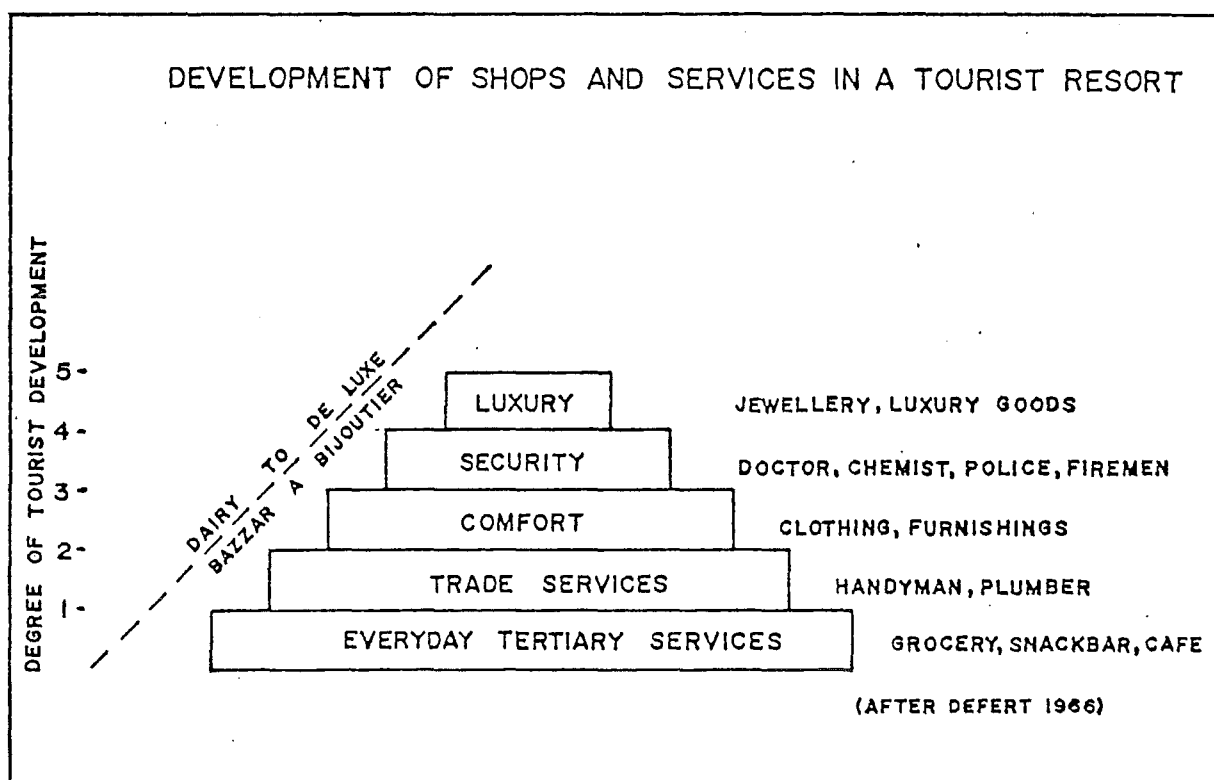 DEVELOPMENT OF SHOPS AND SERVICES IN A TOURIST RESORT
DEGREE OF TOURIST DEVELOPMENT
DAIRY TO DE LUXE
BAZZAR A BIJOUTIER
5-
LUXURY
JEWELLERY, LUXURY GOODS
4-
SECURITY
DOCTOR, CHEMIST, POLICE, FIREMEN
3-
COMFORT
CLOTHING, FURNISHINGS
2-
TRADE SERVICES
HANDYMAN, PLUMBER
1-
EVERYDAY TERTIARY SERVICES
GROCERY, SNACKBAR, CAFE
(AFTER DEFERT 1966)